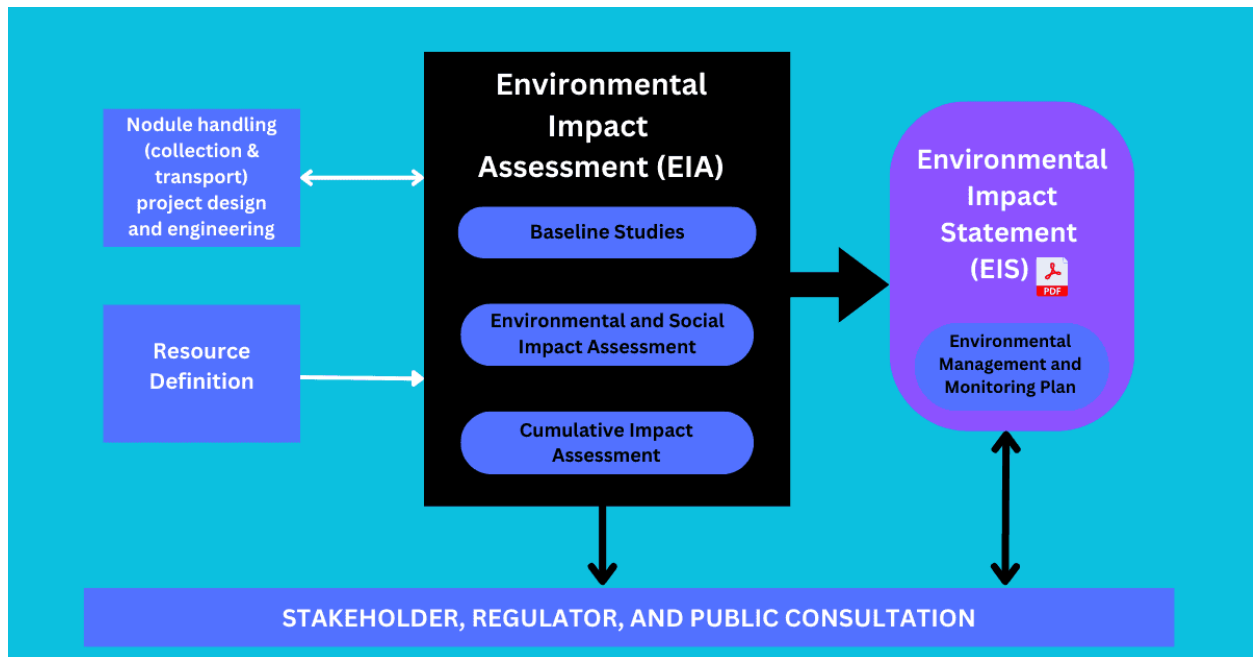 Environmental
Impact
Assessment (EIA)
Nodule handling
(collection &
transport)
project design
and engineering
Baseline Studies
Resource
Definition
Environmental and Social
Impact Assessment
Cumulative Impact
Assessment
Environmental
Impact
Statement
(EIS)
PDF
Environmental
Management and
Monitoring Plan
STAKEHOLDER, REGULATOR, AND PUBLIC CONSULTATION